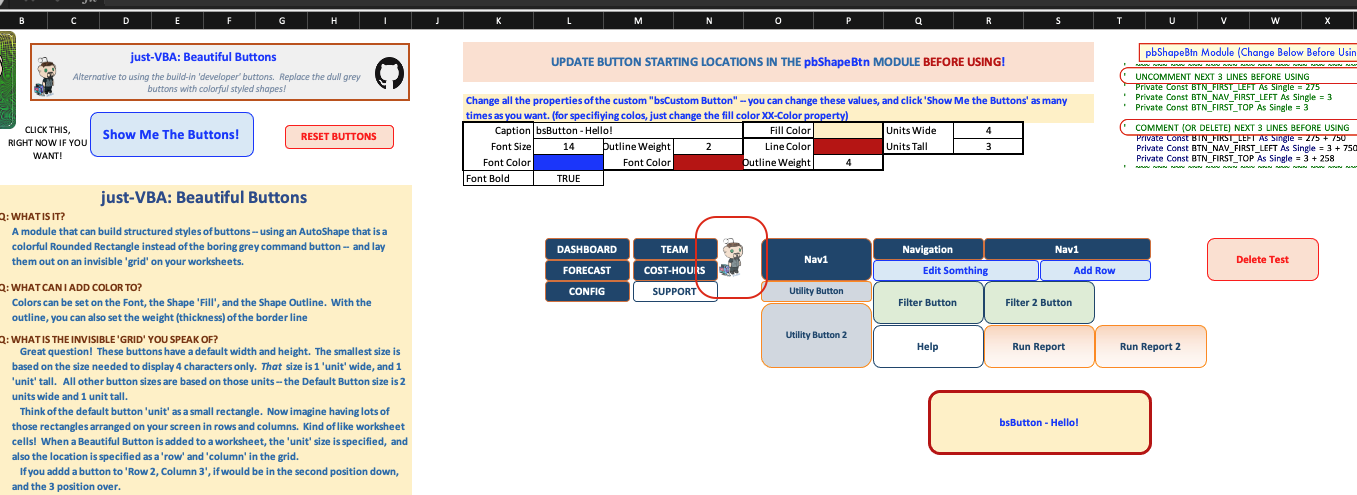 B C D E F G H I J K L M N O P Q R S T U V W X
just-VBA: Beautiful Buttons
Alternative to using the build-in 'developer' buttons. Replace the dull grey
buttons with colorful styled shapes!
CLICK THIS,
RIGHT NOW IF YOU
WANT!
Show Me The Buttons!
RESET BUTTONS
just-VBA: Beautiful Buttons
Q: WHAT IS IT?
A module that can build structured styles of buttons -- using an AutoShape that is a
colorful Rounded Rectangle instead of the boring grey command button -- and lay
them out on an invisible 'grid' on your worksheets.
Q: WHAT CAN I ADD COLOR TO?
Colors can be set on the Font, the Shape 'Fill', and the Shape Outline. With the
outline, you can also set the weight (thickness) of the border line
Q: WHAT IS THE INVISIBLE 'GRID' YOU SPEAK OF?
Great question! These buttons have a default width and height. The smallest size is
based on the size needed to display 4 characters only. That size is 1 'unit' wide, and 1
'unit' tall. All other button sizes are based on those units -- the Default Button size is 2
units wide and 1 unit tall.
Think of the default button 'unit' as a small rectangle. Now imagine having lots of
those rectangles arranged on your screen in rows and columns. Kind of like worksheet
cells! When a Beautiful Button is added to a worksheet, the 'unit' size is specified, and
also the location is specified as a 'row' and 'column' in the grid.
If you addd a button to 'Row 2, Column 3', if would be in the second position down,
and the 3 position over.
UPDATE BUTTON STARTING LOCATIONS IN THE pbShapeBtn MODULE BEFORE USING!
Change all the properties of the custom "bsCustom Button" -- you can change these values, and click 'Show Me the Buttons' as many
times as you want. (for specifiying colos, just change the fill color XX-Color property)
Caption bsButton - Hello! Fill Color Units Wide 4
Font Size 14 Outline Weight 2 Line Color Units Tall 3
Font Color Font Color Outline Weight 4
Font Bold TRUE
pbShapeBtn Module (Change Below Before Usin
' UNCOMMENT NEXT 3 LINES BEFORE USING
' Private Const BTN_FIRST_LEFT As Single = 275
' Private Const BTN_NAV_FIRST_LEFT As Single = 3
' Private Const BTN_FIRST_TOP As Single = 3
' COMMENT (OR DELETE) NEXT 3 LINES BEFORE USING
Private Const BTN_FIRST_LEFT As Single = 275 + 750
Private Const BTN_NAV_FIRST_LEFT As Single = 3 + 750
Private Const BTN_FIRST_TOP As Single = 3 + 258
DASHBOARD TEAM Nav1 Navigation Nav1
FORECAST COST-HOURS Edit Somthing Add Row
CONFIG SUPPORT
Delete Test
Utility Button Filter Button Filter 2 Button
Utility Button 2 Help Run Report Run Report 2
bsButton - Hello!